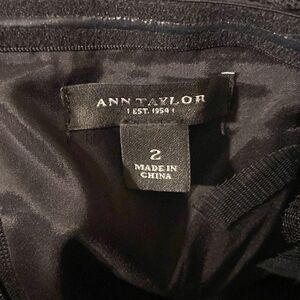 ANN TAYLOR
EST. 1954
2
MADE IN
CHINA